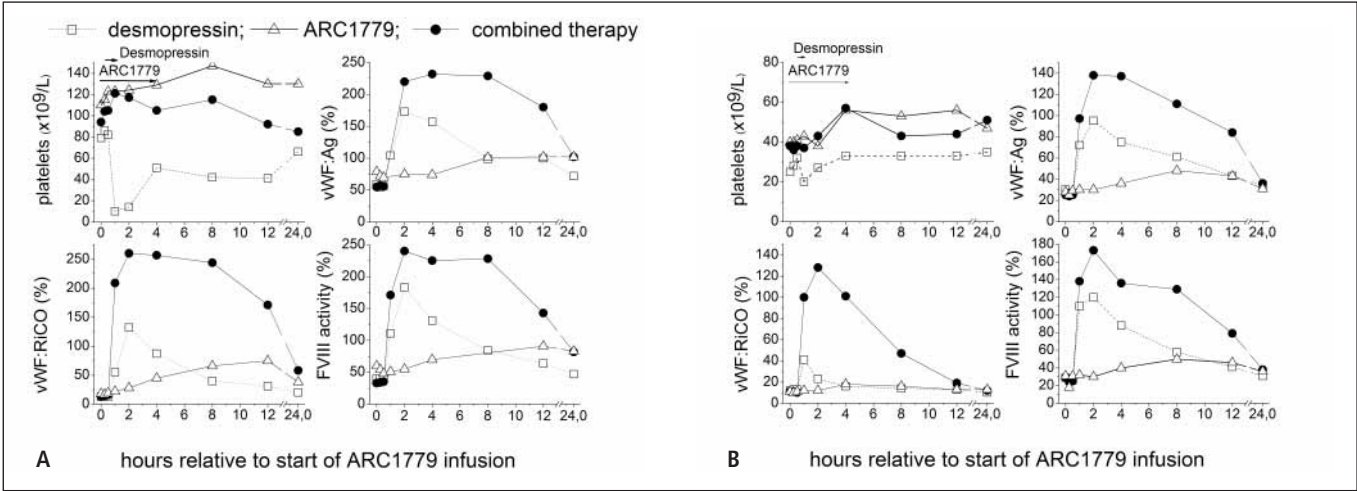 desmopressin; ARC1779; combined therapy
Desmopressin
ARC1779
platelets (x10⁹/L)
140
120
100
80
60
40
20
0
0 2 4 6 8 10 12 24,0
vWF:Ag (%)
250
200
150
100
50
0
0 2 4 6 8 10 12 24,0
vWF:RiCO (%)
250
200
150
100
50
0
0 2 4 6 8 10 12 24,0
FVIII activity (%)
250
200
150
100
50
0
0 2 4 6 8 10 12 24,0
A hours relative to start of ARC1779 infusion
Desmopressin
ARC1779
platelets (x10⁹/L)
80
60
40
20
0
0 2 4 6 8 10 12 24,0
vWF:Ag (%)
140
120
100
80
60
40
20
0
0 2 4 6 8 10 12 24,0
vWF:RiCO (%)
140
120
100
80
60
40
20
0
0 2 4 6 8 10 12 24,0
FVIII activity (%)
180
160
140
120
100
80
60
40
20
0
0 2 4 6 8 10 12 24,0
B hours relative to start of ARC1779 infusion